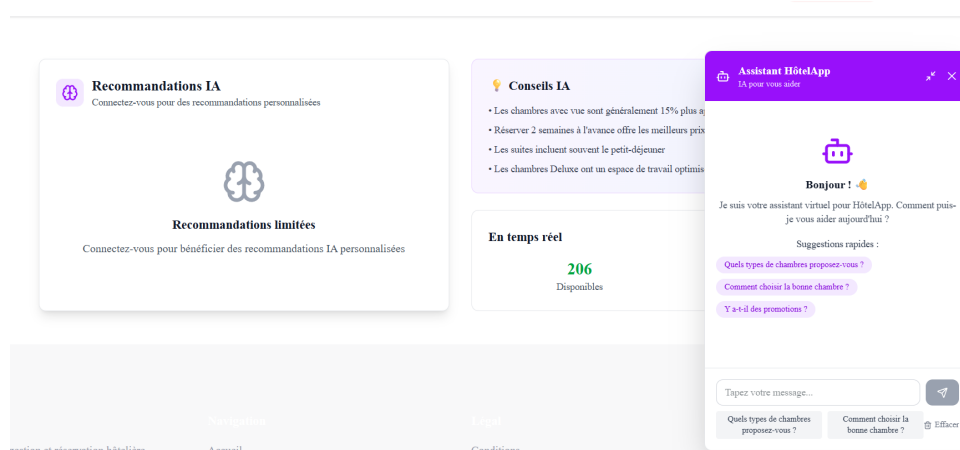 Recommandations IA
Connectez-vous pour des recommandations personnalisées
Recommandations limitées
Connectez-vous pour bénéficier des recommandations IA personnalisées
Conseils IA
• Les chambres avec vue sont généralement 15% plus
• Réserver 2 semaines à l'avance offre les meilleurs prix
• Les suites incluent souvent le petit-déjeuner
• Les chambres Deluxe ont un espace de travail optimis
En temps réel
206
Disponibles
Assistant HôtelApp
IA pour vous aider
Bonjour !
Je suis votre assistant virtuel pour HôtelApp. Comment puis-
je vous aider aujourd'hui ?
Suggestions rapides :
Quels types de chambres proposez-vous ?
Comment choisir la bonne chambre ?
Y a-t-il des promotions ?
Tapez votre message...
Quels types de chambres
proposez-vous ?
Comment choisir la
bonne chambre ?
Effacer
Navigation
Légal
et réservation hôtelière
Accueil
Conditions